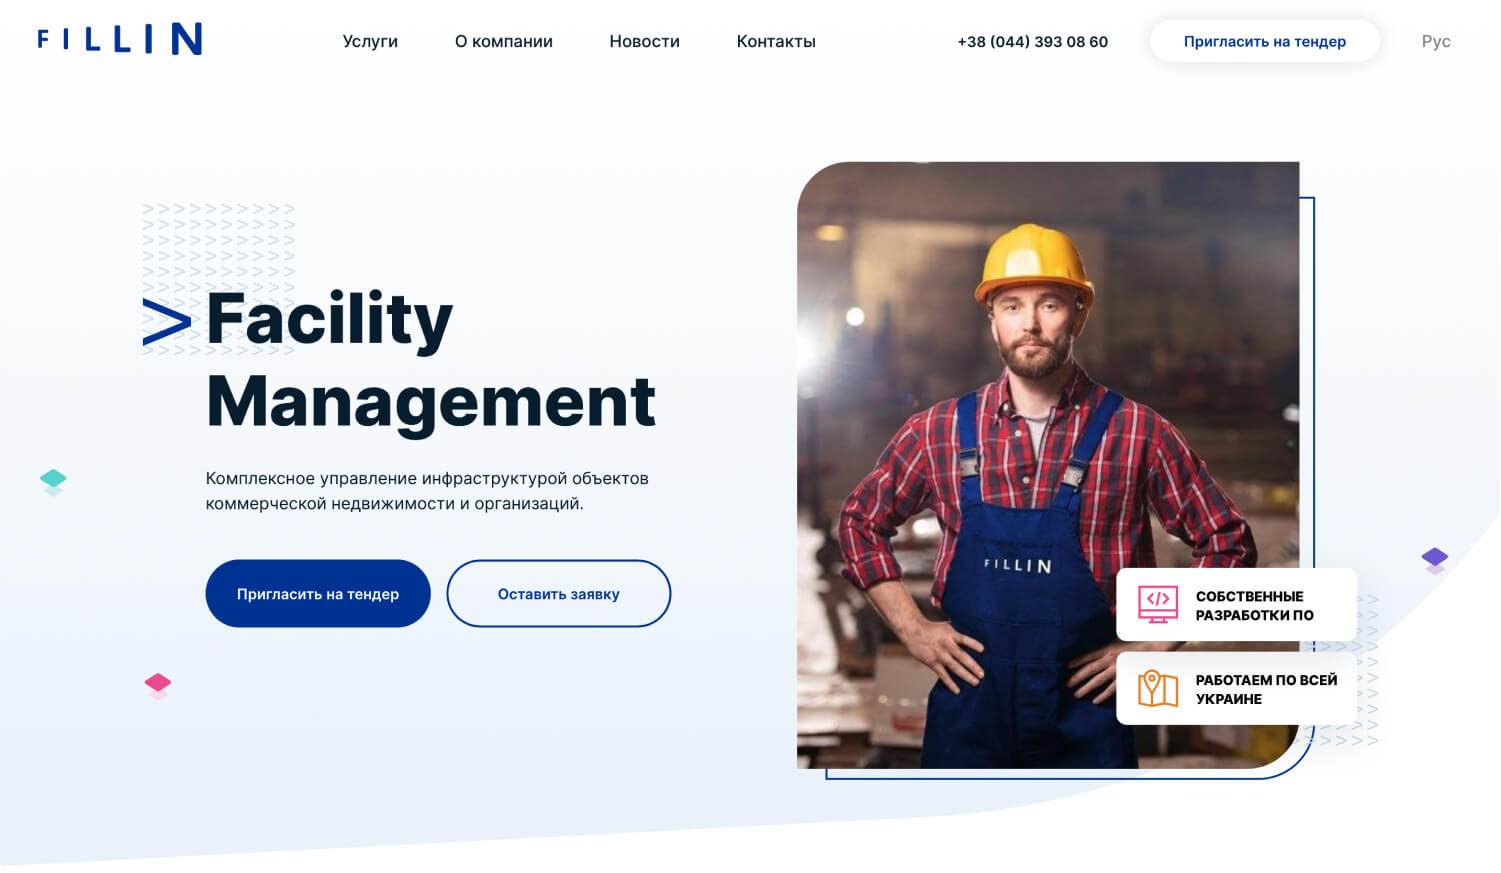 FILLIN
Услуги
О компании
Новости
Контакты
+38 (044) 393 08 60
Пригласить на тендер
Рус
> Facility
Management
Комплексное управление инфраструктурой объектов
коммерческой недвижимости и организаций.
Пригласить на тендер
Оставить заявку
FILLIN
СОБСТВЕННЫЕ
РАЗРАБОТКИ ПО
РАБОТАЕМ ПО ВСЕЙ
УКРАИНЕ